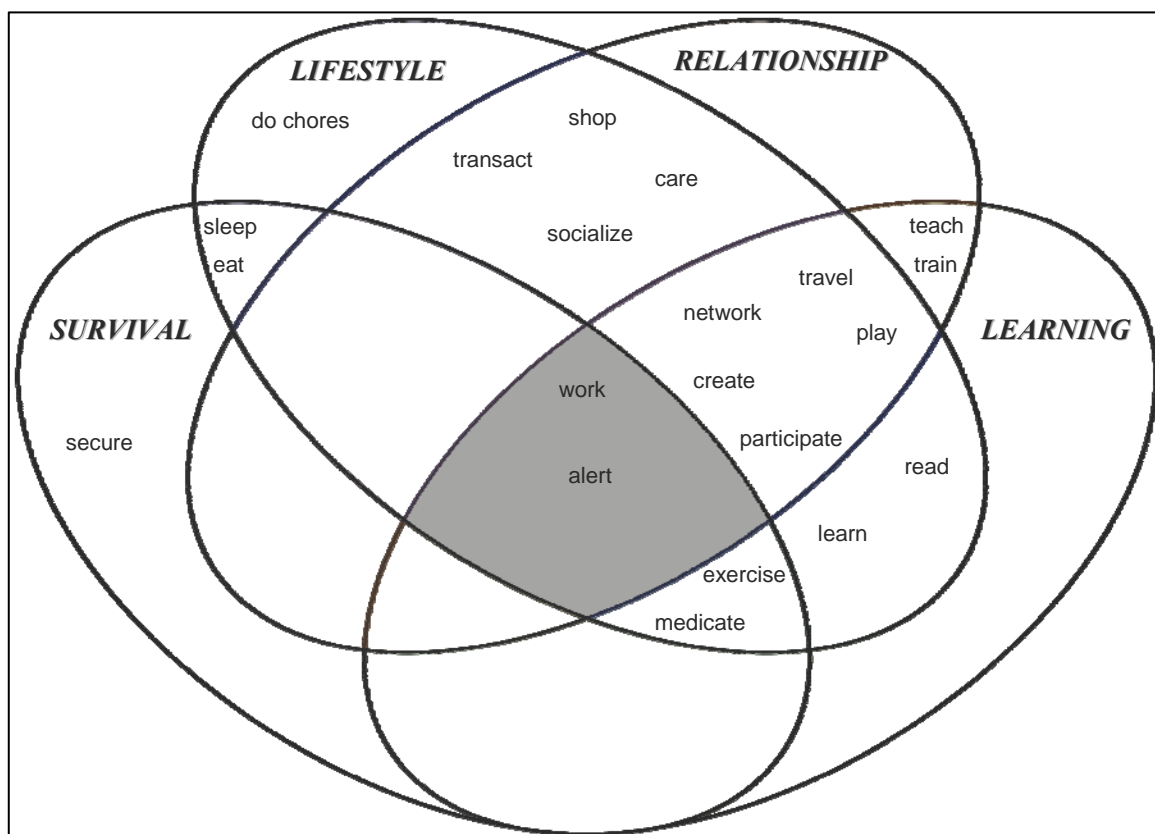 LIFESTYLE
RELATIONSHIP
do chores
shop
transact
care
socialize
sleep
eat
teach
train
travel
network
play
SURVIVAL
LEARNING
work
create
secure
participate
alert
read
learn
exercise
medicate